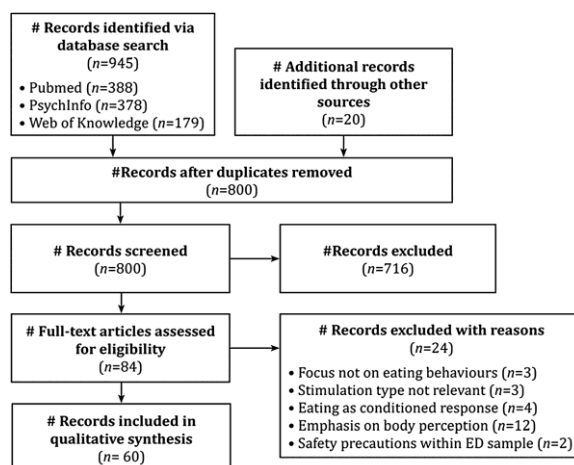 # Records identified via
database search
(n=945)
• Pubmed (n=388)
• PsychInfo (n=378)
• Web of Knowledge (n=179)
# Additional records
identified through other
sources
(n=20)
#Records after duplicates removed
(n=800)
# Records screened
(n=800)
#Records excluded
(n=716)
# Full-text articles assessed
for eligibility
(n=84)
# Records excluded with reasons
(n=24)
• Focus not on eating behaviours (n=3)
• Stimulation type not relevant (n=3)
• Eating as conditioned response (n=4)
• Emphasis on body perception (n=12)
• Safety precautions within ED sample (n=2)
# Records included in
qualitative synthesis
(n= 60)